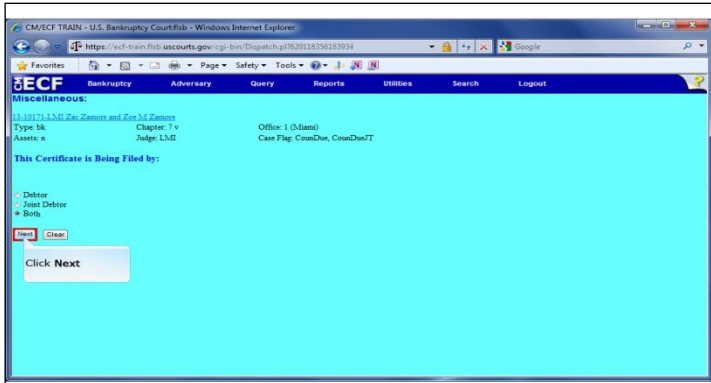 CM/ECF TRAIN - U.S. Bankruptcy Court:flsb - Windows Internet Explorer
https://ecf-train.flsb.uscourts.gov/cgi-bin/Dispatch.pl?620118356183934
Google
Favorites Page Safety Tools
ECF Bankruptcy Adversary Query Reports Utilities Search Logout ?
Miscellaneous:
13-10171-LMI Zac Zamore and Zoe M Zamore
Type: bk Chapter: 7 v Office: 1 (Miami)
Assets: n Judge: LMI Case Flag: CounDue, CounDueJT
This Certificate is Being Filed by:
Debtor
Joint Debtor
Both
Next Clear
Click Next